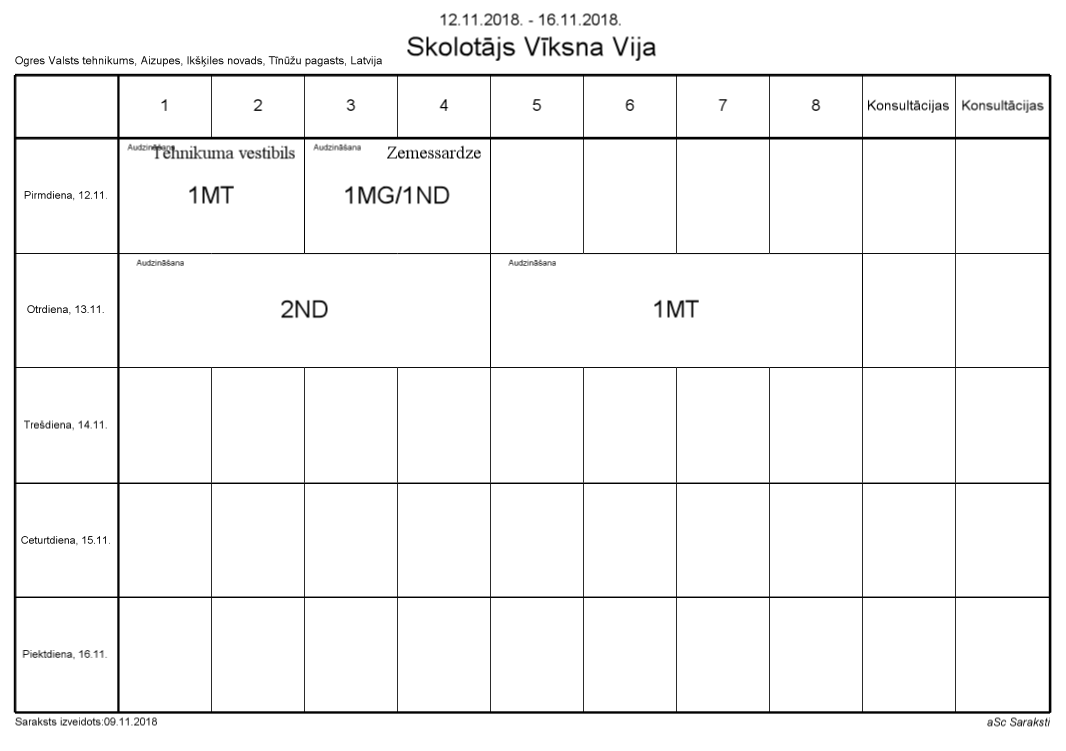 12.11.2018. - 16.11.2018.
Skolotājs Vīksna Vija
Ogres Valsts tehnikums, Aizupes, Ikšķiles novads, Tīnūžu pagasts, Latvija
1 2 3 4 5 6 7 8 Konsultācijas Konsultācijas
Audzināšana Tehnikuma vestibils Audzināšana Zemessardze
Pirmdiena, 12.11. 1MT 1MG/1ND
Audzināšana Audzināšana
Otrdiena, 13.11. 2ND 1MT
Trešdiena, 14.11.
Ceturtdiena, 15.11.
Piektdiena, 16.11.
Saraksts izveidots:09.11.2018 aSc Saraksti